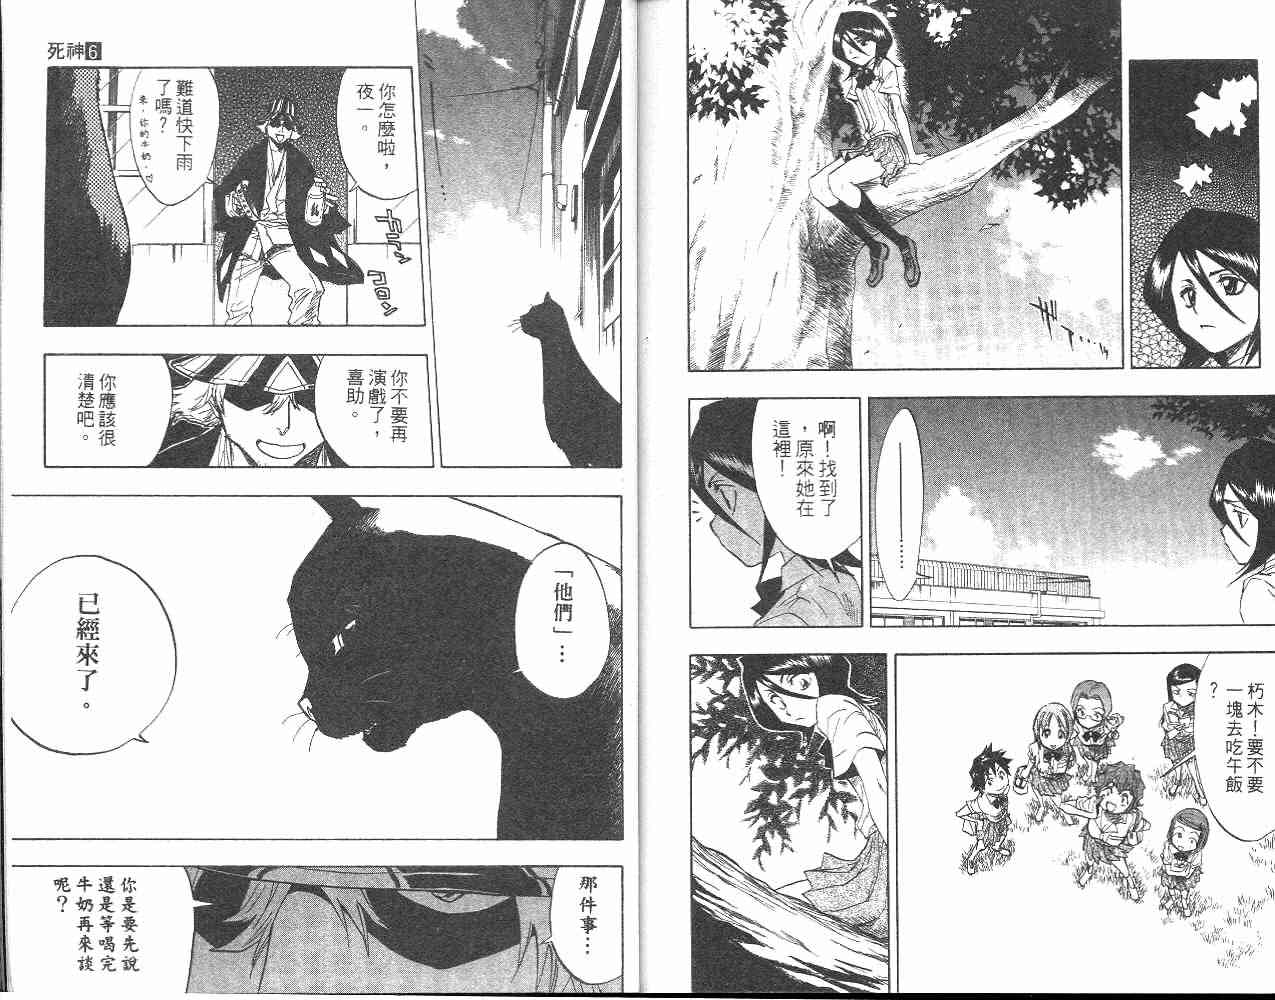 ………
啊！找到了
，原來她在
這裡！
朽木！要不要
一塊去吃午飯
？
死神6
…
你怎麼啦，
夜一。
難道快下雨
了嗎？
來，你的牛奶。♡
你不要再
演戲了，
喜助。
你應該很
清楚吧。
「他們」…
已經來了。
那件事…
你是要先說
還是等喝完
牛奶再來談
呢？